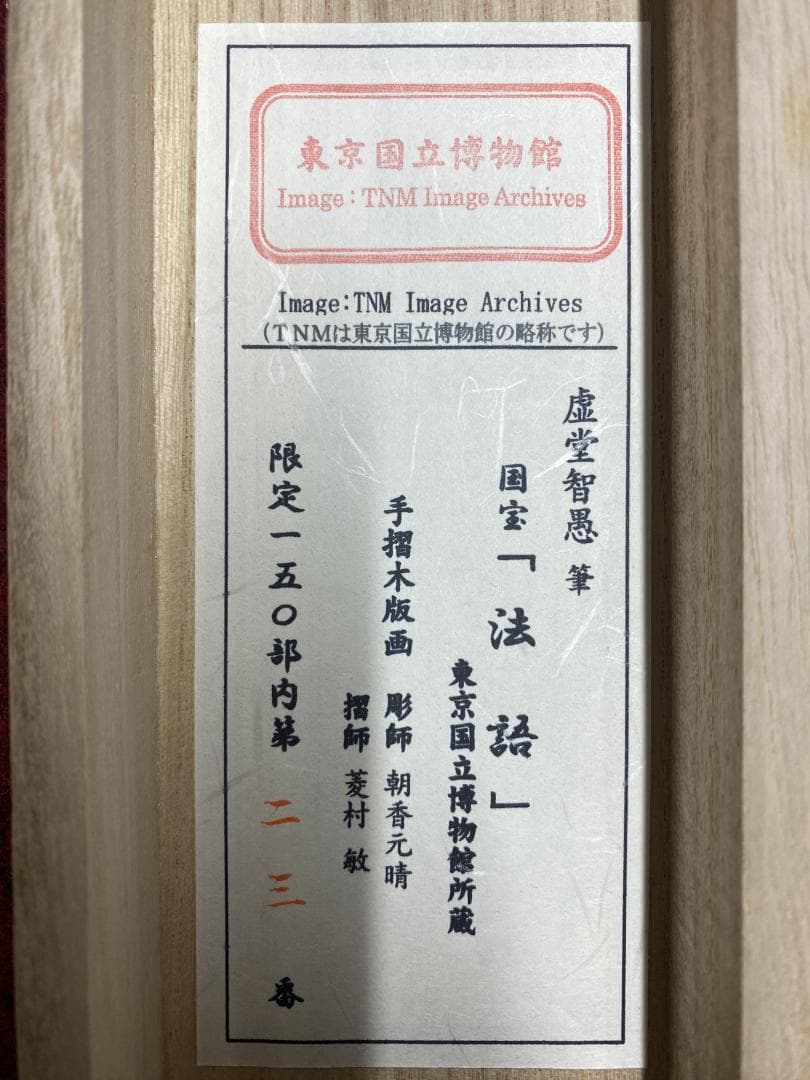 東京国立博物館
Image : TNM Image Archives
Image:TNM Image Archives
(TNMは東京国立博物館の略称です)
虚堂智愚 筆
国宝「法語」
東京国立博物館所蔵
手摺木版画 彫師 朝香元晴
摺師 菱村 敏
限定一五〇部内第 二三 番